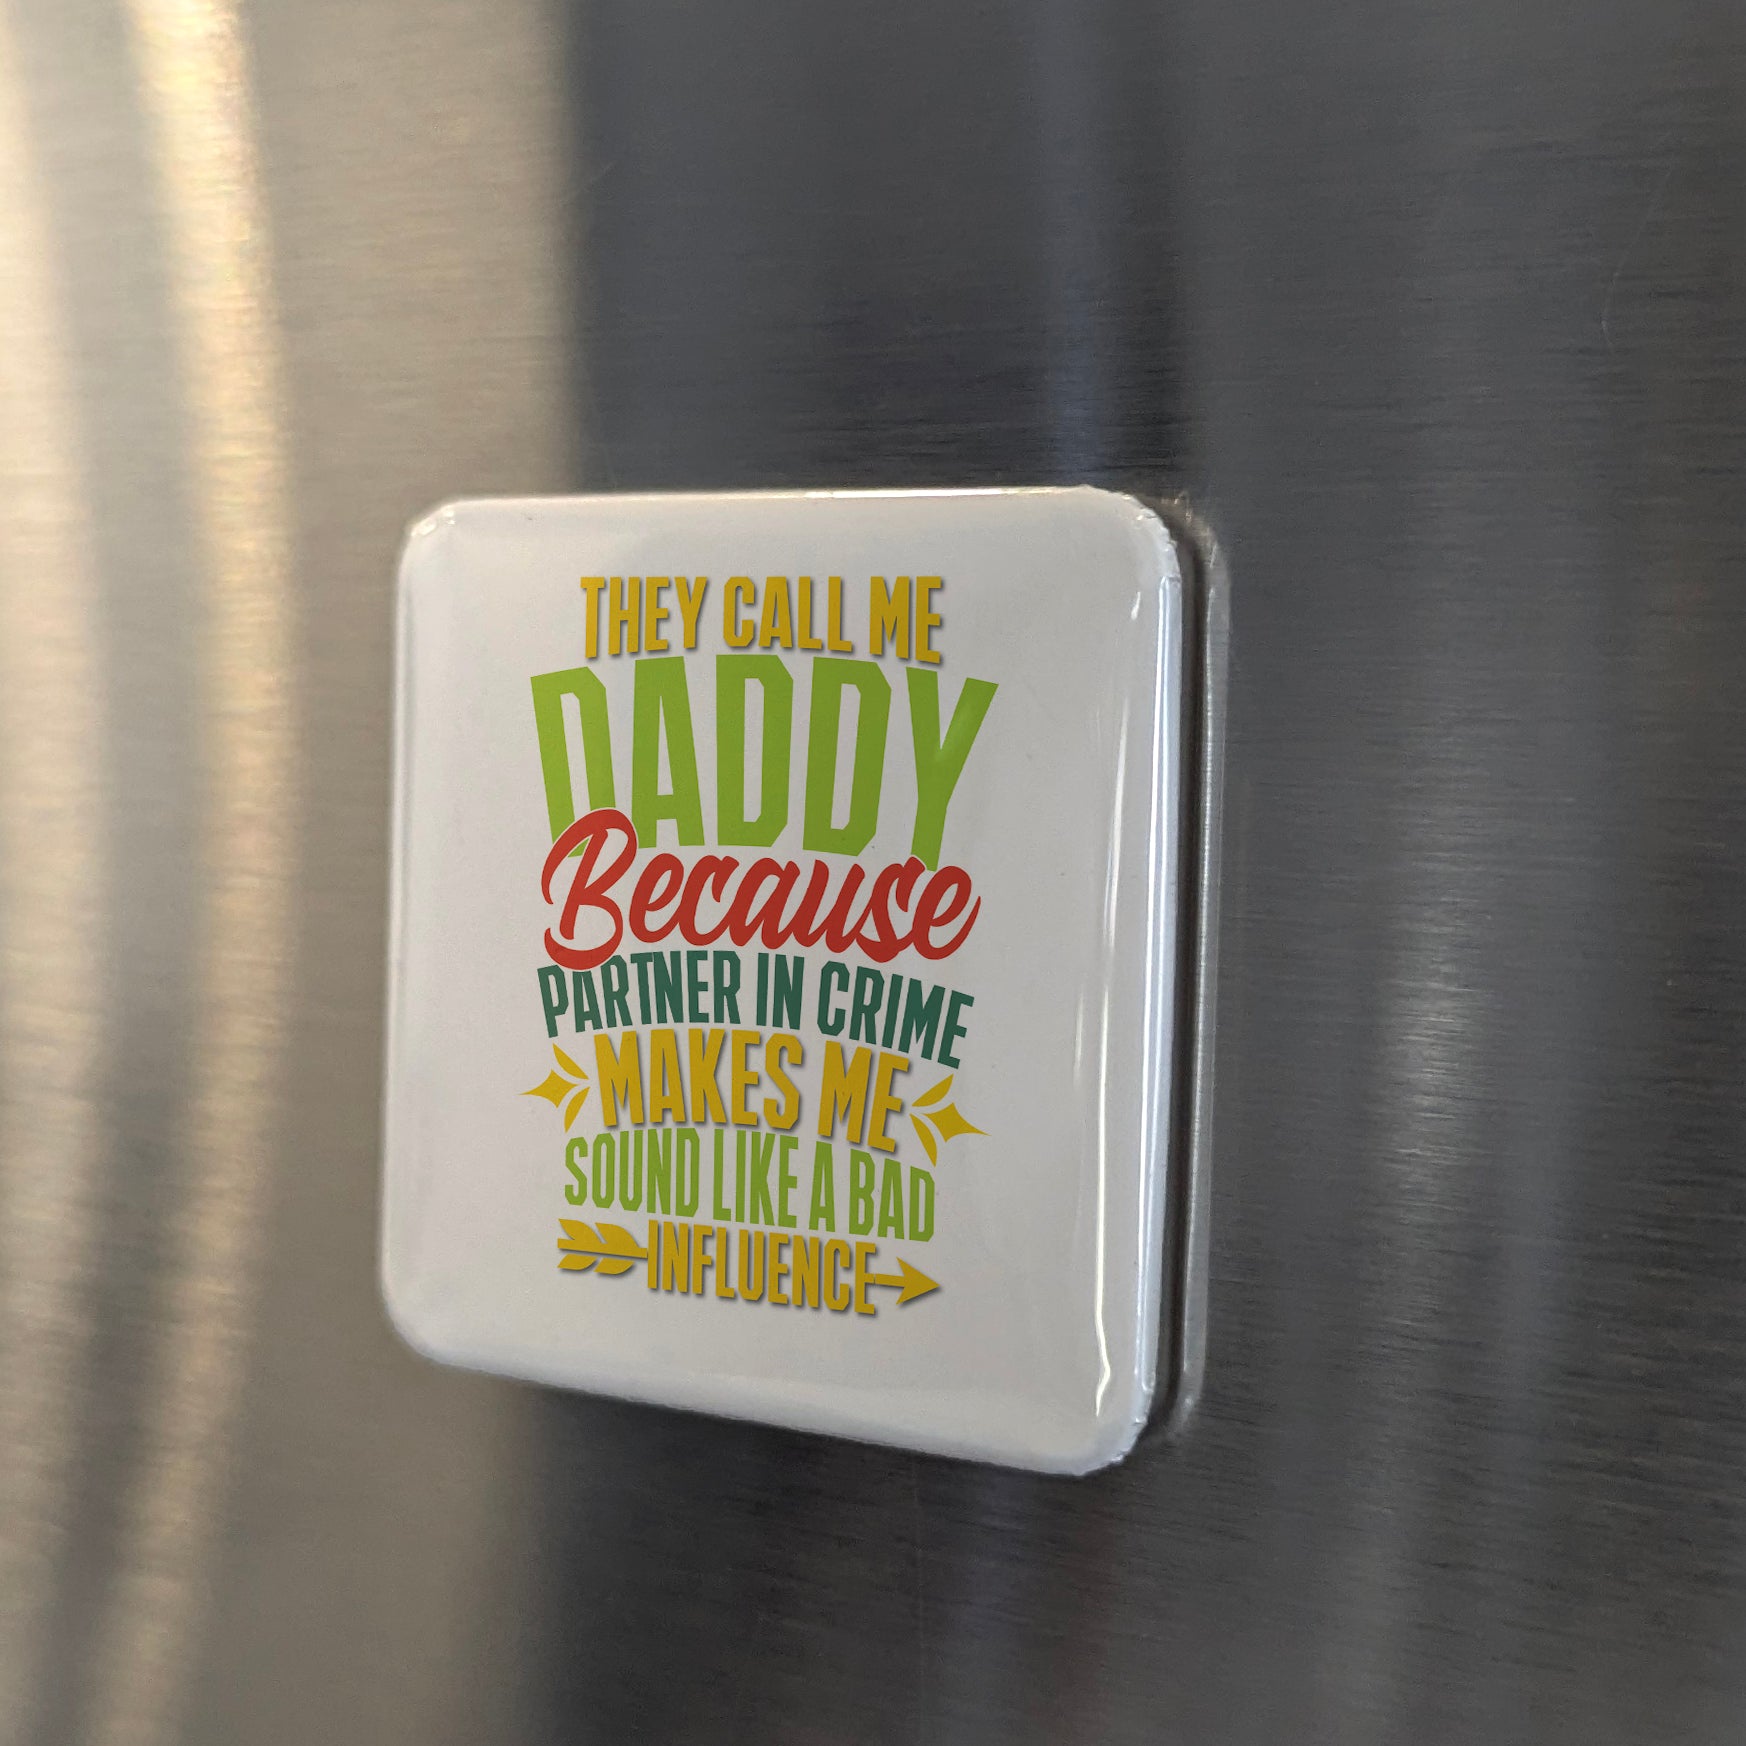 THEY CALL ME
DADDY
Because
PARTNER IN CRIME
MAKES ME
SOUND LIKE A BAD
INFLUENCE